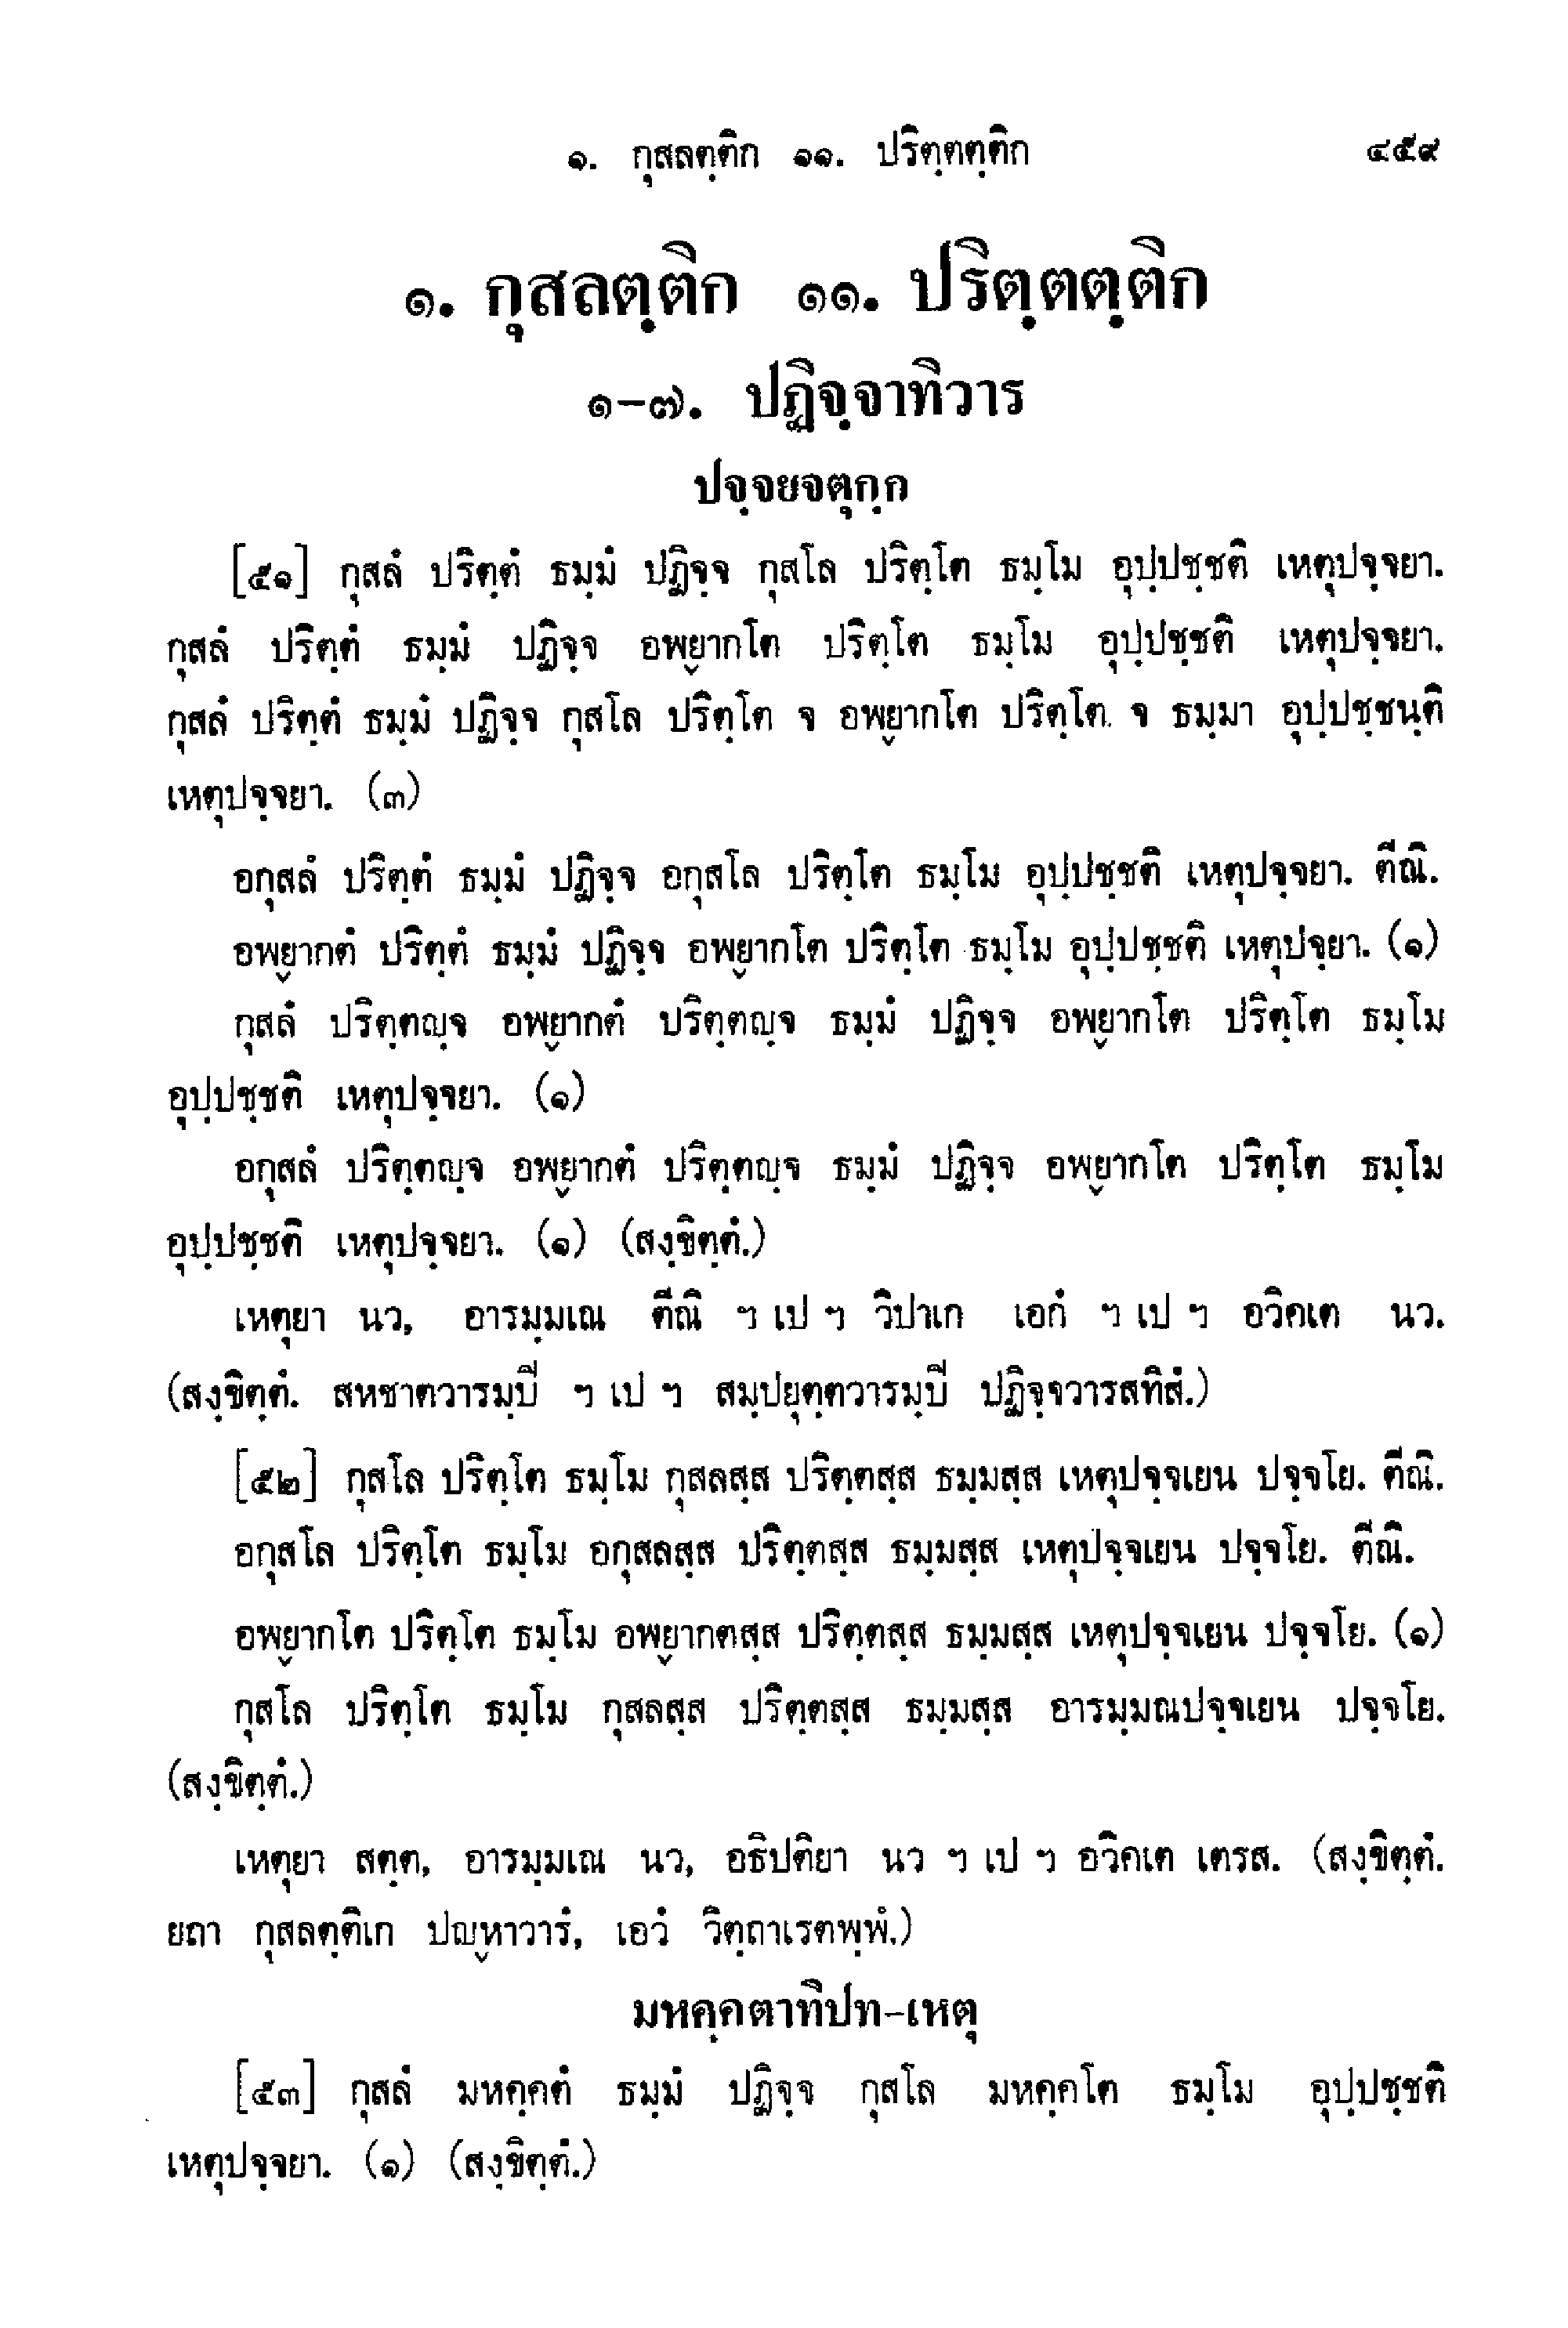 ๑. กุสลตฺติก ๑๑. ปริตฺตตฺติก ๔๕๙
๑. กุสลตฺติก ๑๑. ปริตฺตตฺติก
๑-๗. ปฏิจฺจาทิวาร
ปจฺจยจตุกฺก
[๕๑] กุสลํ ปริตฺตํ ธมฺมํ ปฏิจฺจ กุสโล ปริตฺโต ธมฺโม อุปฺปชฺชติ เหตุปจฺจยา.
กุสลํ ปริตฺตํ ธมฺมํ ปฏิจฺจ อพฺยากโต ปริตฺโต ธมฺโม อุปฺปชฺชติ เหตุปจฺจยา.
กุสลํ ปริตฺตํ ธมฺมํ ปฏิจฺจ กุสโล ปริตฺโต จ อพฺยากโต ปริตฺโต จ ธมฺมา อุปฺปชฺชนฺติ
เหตุปจฺจยา. (๓)
อกุสลํ ปริตฺตํ ธมฺมํ ปฏิจฺจ อกุสโล ปริตฺโต ธมฺโม อุปฺปชฺชติ เหตุปจฺจยา. ตีณิ.
อพฺยากตํ ปริตฺตํ ธมฺมํ ปฏิจฺจ อพฺยากโต ปริตฺโต ธมฺโม อุปฺปชฺชติ เหตุปจฺยา. (๑)
กุสลํ ปริตฺตญฺจ อพฺยากตํ ปริตฺตญฺจ ธมฺมํ ปฏิจฺจ อพฺยากโต ปริตฺโต ธมฺโม
อุปฺปชฺชติ เหตุปจฺจยา. (๑)
อกุสลํ ปริตฺตญฺจ อพฺยากตํ ปริตฺตญฺจ ธมฺมํ ปฏิจฺจ อพฺยากโต ปริตฺโต ธมฺโม
อุปฺปชฺชติ เหตุปจฺจยา. (๑) (สงฺขิตฺตํ.)
เหตุยา นว, อารมฺมเณ ตีณิ ฯ เป ฯ วิปาเก เอกํ ฯ เป ฯ อวิคเต นว.
(สงฺขิตฺตํ. สหชาตวารมฺปิ ฯ เป ฯ สมฺปยุตฺตวารมฺปิ ปฏิจฺจวารสทิสํ.)
[๕๒] กุสโล ปริตฺโต ธมฺโม กุสลสฺส ปริตฺตสฺส ธมฺมสฺส เหตุปจฺจเยน ปจฺจโย. ตีณิ.
อกุสโล ปริตฺโต ธมฺโม อกุสลสฺส ปริตฺตสฺส ธมฺมสฺส เหตุปจฺจเยน ปจฺจโย. ตีณิ.
อพฺยากโต ปริตฺโต ธมฺโม อพฺยากตสฺส ปริตฺตสฺส ธมฺมสฺส เหตุปจฺจเยน ปจฺจโย. (๑)
กุสโล ปริตฺโต ธมฺโม กุสลสฺส ปริตฺตสฺส ธมฺมสฺส อารมฺมณปจฺจเยน ปจฺจโย.
(สงฺขิตฺตํ.)
เหตุยา สตฺต, อารมฺมเณ นว, อธิปติยา นว ฯ เป ฯ อวิคเต เตรส. (สงฺขิตฺตํ.
ยถา กุสลตฺติเก ปญฺหาวารํ, เอวํ วิตฺถาเรตพฺพํ.)
มหคฺคตาทิปท-เหตุ
[๕๓] กุสลํ มหคฺคตํ ธมฺมํ ปฏิจฺจ กุสโล มหคฺคโต ธมฺโม อุปฺปชฺชติ
เหตุปจฺจยา. (๑) (สงฺขิตฺตํ.)